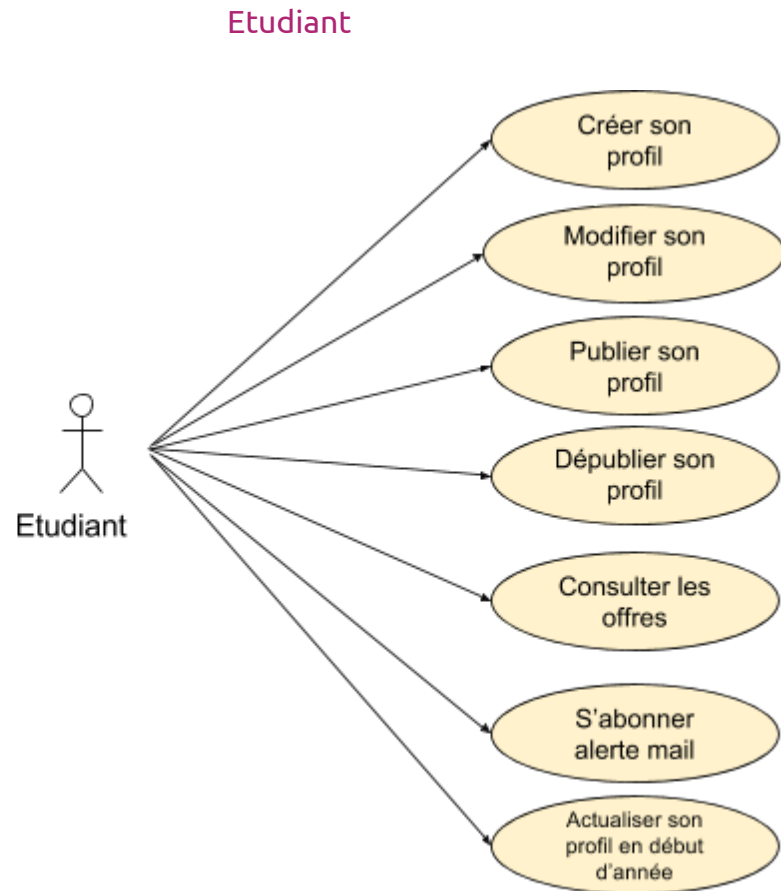 Etudiant
Créer son
profil
Modifier son
profil
Publier son
profil
Dépublier son
profil
Etudiant
Consulter les
offres
S'abonner
alerte mail
Actualiser son
profil en début
d'année